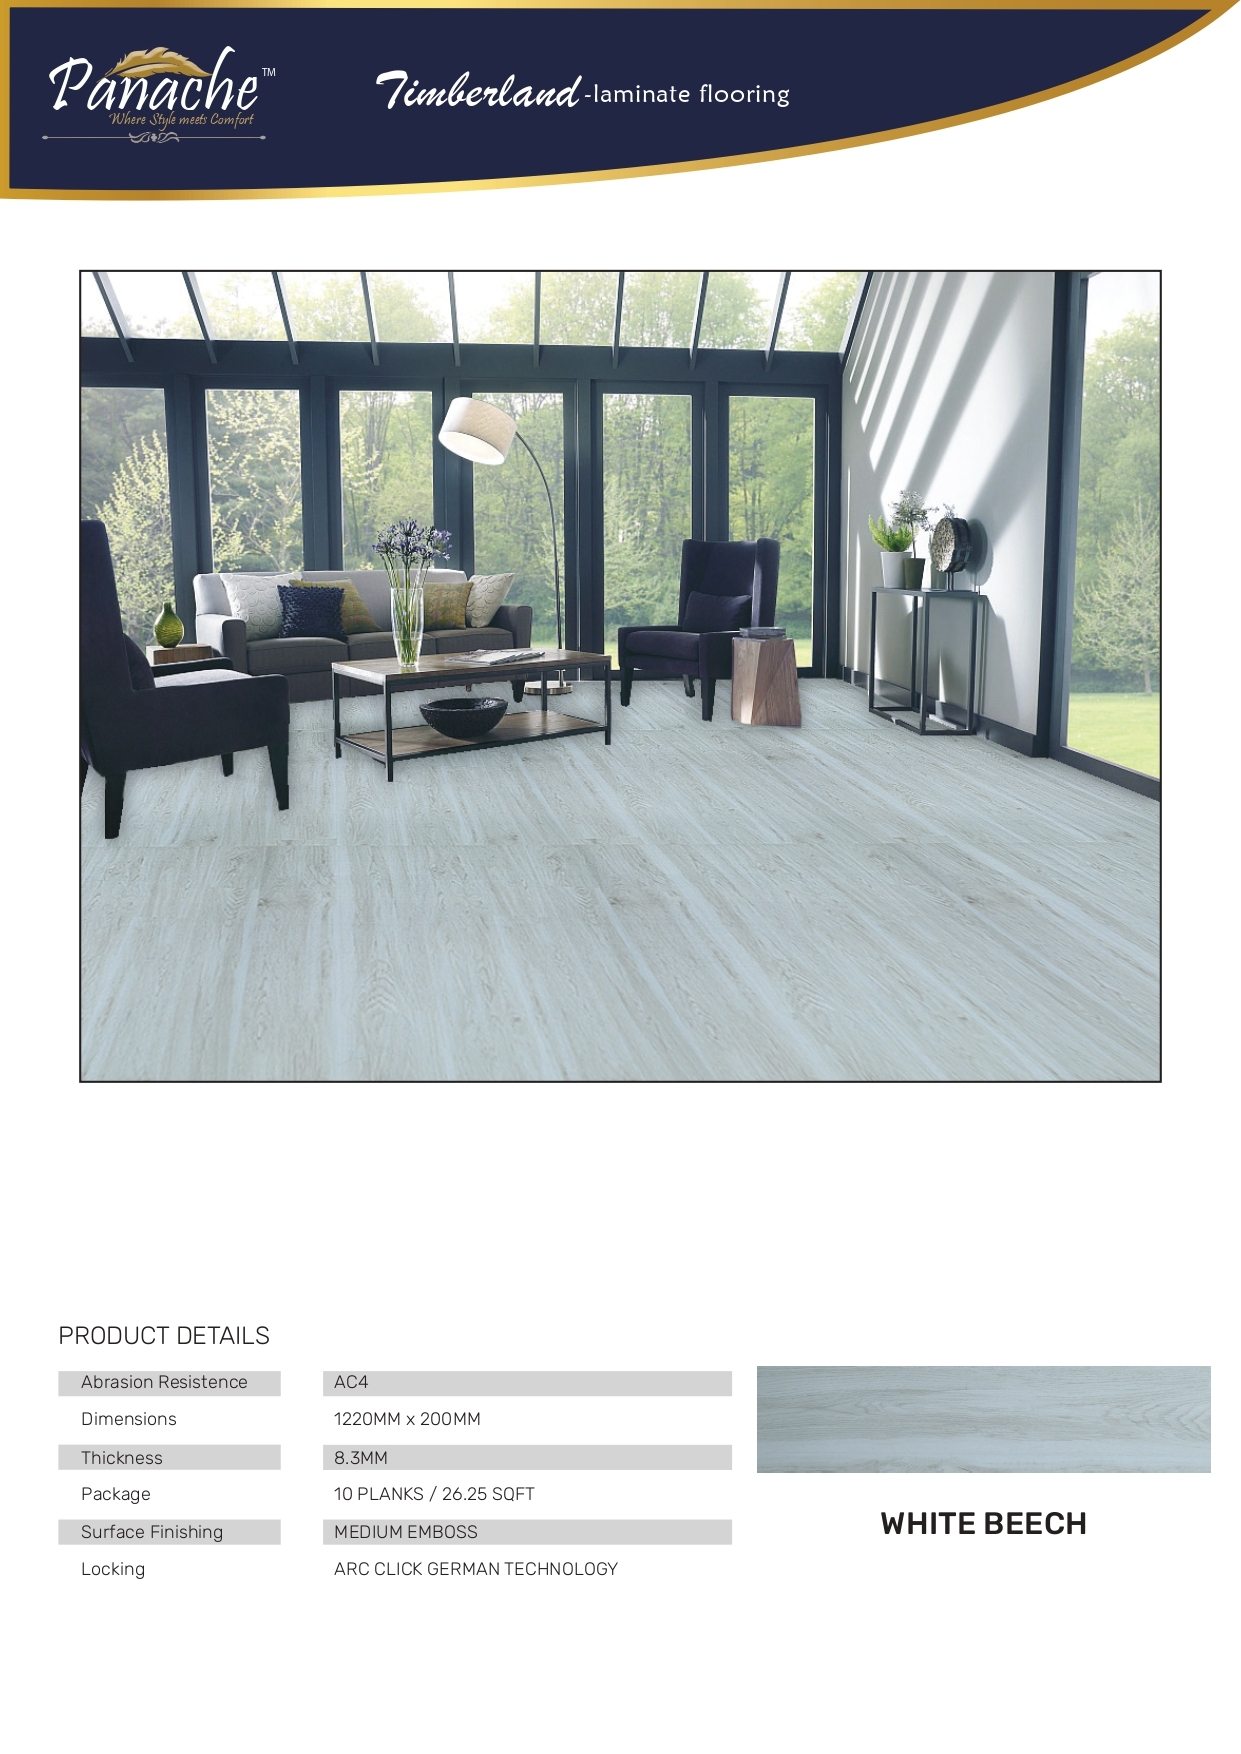 Panache™
Where Style meets Comfort
Timberland -laminate flooring
PRODUCT DETAILS
Abrasion Resistence AC4
Dimensions 1220MM x 200MM
Thickness 8.3MM
Package 10 PLANKS / 26.25 SQFT
Surface Finishing MEDIUM EMBOSS
Locking ARC CLICK GERMAN TECHNOLOGY
WHITE BEECH